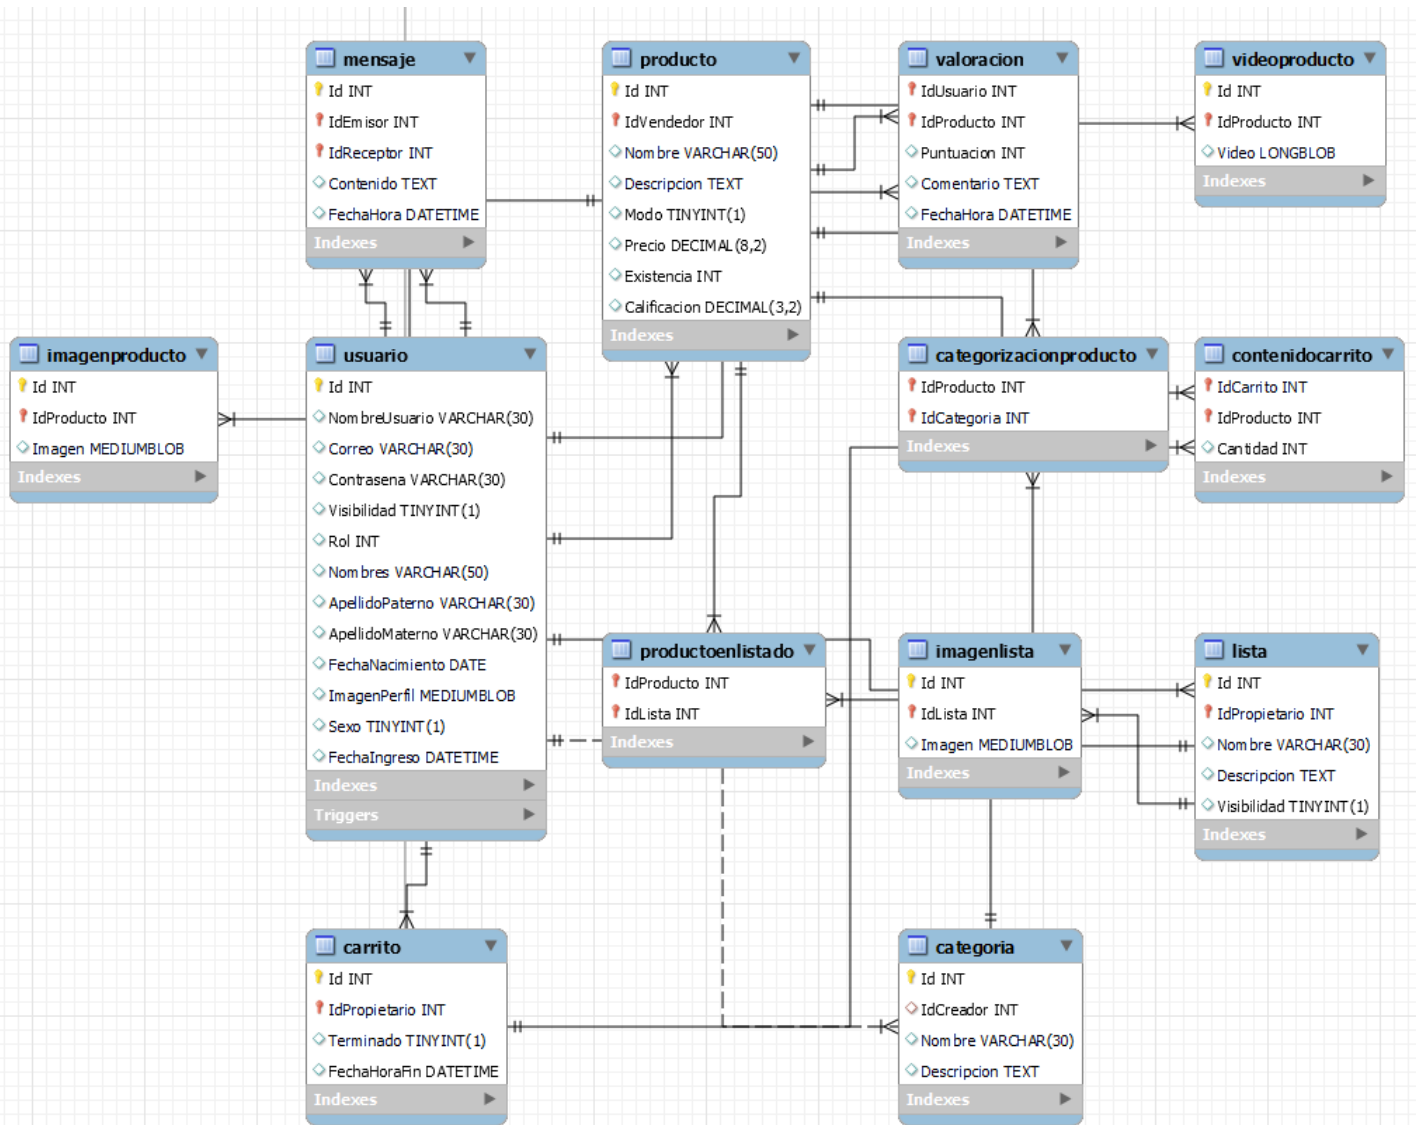 mensaje
Id INT
IdEmisor INT
IdReceptor INT
Contenido TEXT
FechaHora DATETIME
Indexes
producto
Id INT
IdVendedor INT
Nombre VARCHAR(50)
Descripcion TEXT
Modo TINYINT(1)
Precio DECIMAL(8,2)
Existencia INT
Calificacion DECIMAL(3,2)
Indexes
valoracion
IdUsuario INT
IdProducto INT
Puntuacion INT
Comentario TEXT
FechaHora DATETIME
Indexes
videoproducto
Id INT
IdProducto INT
Video LONGBLOB
Indexes
imagenproducto
Id INT
IdProducto INT
Imagen MEDIUMBLOB
Indexes
usuario
Id INT
NombreUsuario VARCHAR(30)
Correo VARCHAR(30)
Contrasena VARCHAR(30)
Visibilidad TINYINT(1)
Rol INT
Nombres VARCHAR(50)
ApellidoPaterno VARCHAR(30)
ApellidoMaterno VARCHAR(30)
FechaNacimiento DATE
ImagenPerfil MEDIUMBLOB
Sexo TINYINT(1)
FechaIngreso DATETIME
Indexes
Triggers
categorizacionproducto
IdProducto INT
IdCategoria INT
Indexes
contenidocarrito
IdCarrito INT
IdProducto INT
Cantidad INT
Indexes
productoenlistado
IdProducto INT
IdLista INT
Indexes
imagenlista
Id INT
IdLista INT
Imagen MEDIUMBLOB
Indexes
lista
Id INT
IdPropietario INT
Nombre VARCHAR(30)
Descripcion TEXT
Visibilidad TINYINT(1)
Indexes
carrito
Id INT
IdPropietario INT
Terminado TINYINT(1)
FechaHoraFin DATETIME
Indexes
categoria
Id INT
IdCreador INT
Nombre VARCHAR(30)
Descripcion TEXT
Indexes